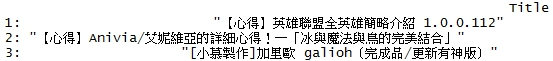 Title
1: "【心得】英雄聯盟全英雄簡略介紹 1.0.0.112"
2: "【心得】Anivia/艾妮維亞的詳細心得！—「冰與魔法與鳥的完美結合」"
3: "[小慕製作]加里歐 galioh〔完成品/更新有神版〕"